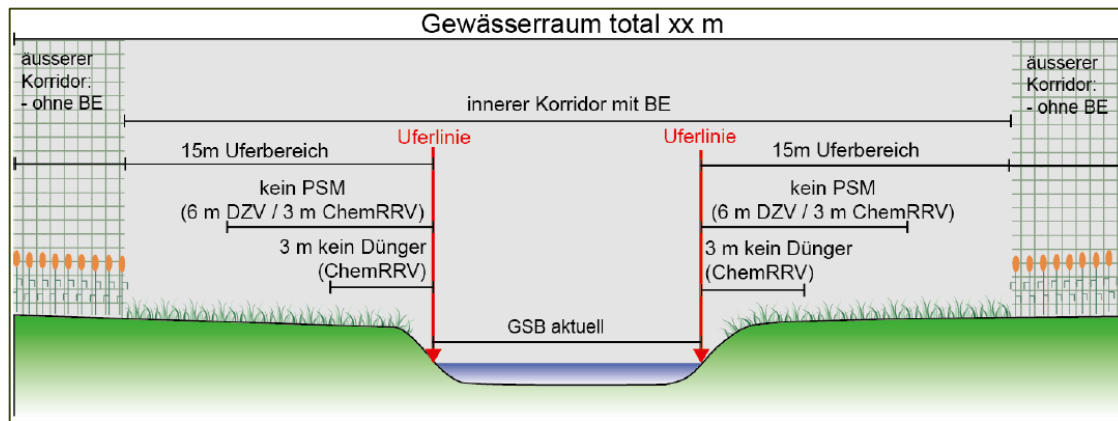 Gewässerraum total xx m
äusserer
Korridor:
- ohne BE
äusserer
Korridor:
- ohne BE
innerer Korridor mit BE
Uferlinie
Uferlinie
15m Uferbereich
15m Uferbereich
kein PSM
(6 m DZV / 3 m ChemRRV)
kein PSM
(6 m DZV / 3 m ChemRRV)
3 m kein Dünger
(ChemRRV)
3 m kein Dünger
(ChemRRV)
GSB aktuell